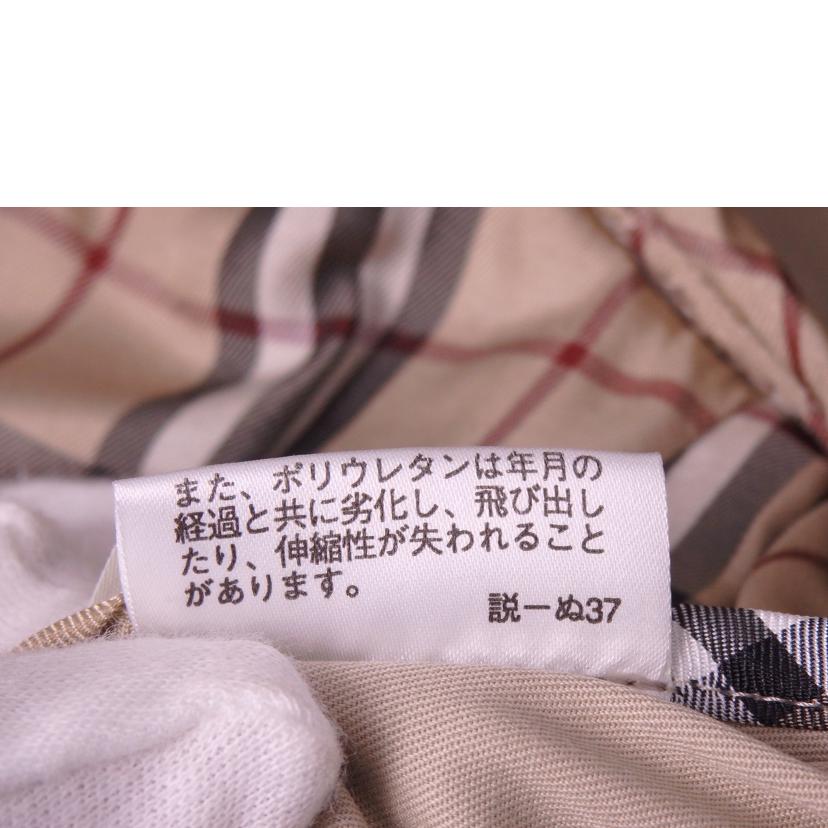 また、ポリウレタンは年月の
経過と共に劣化し、飛び出し
たり、伸縮性が失われること
があります。
説ーぬ37